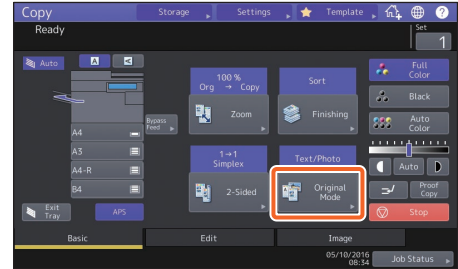 Copy
Storage
Settings
Template
?
Ready
Set
1
Auto
A
A
100 %
Org → Copy
Sort
Full
Color
Zoom
Finishing
Black
Bypass
Feed
A4
Auto
Color
A3
1→1
Simplex
Text/Photo
A4-R
Auto
B4
2-Sided
Original
Mode
Proof
Copy
Exit
Tray
APS
Stop
Basic
Edit
Image
05/10/2016
08:34
Job Status